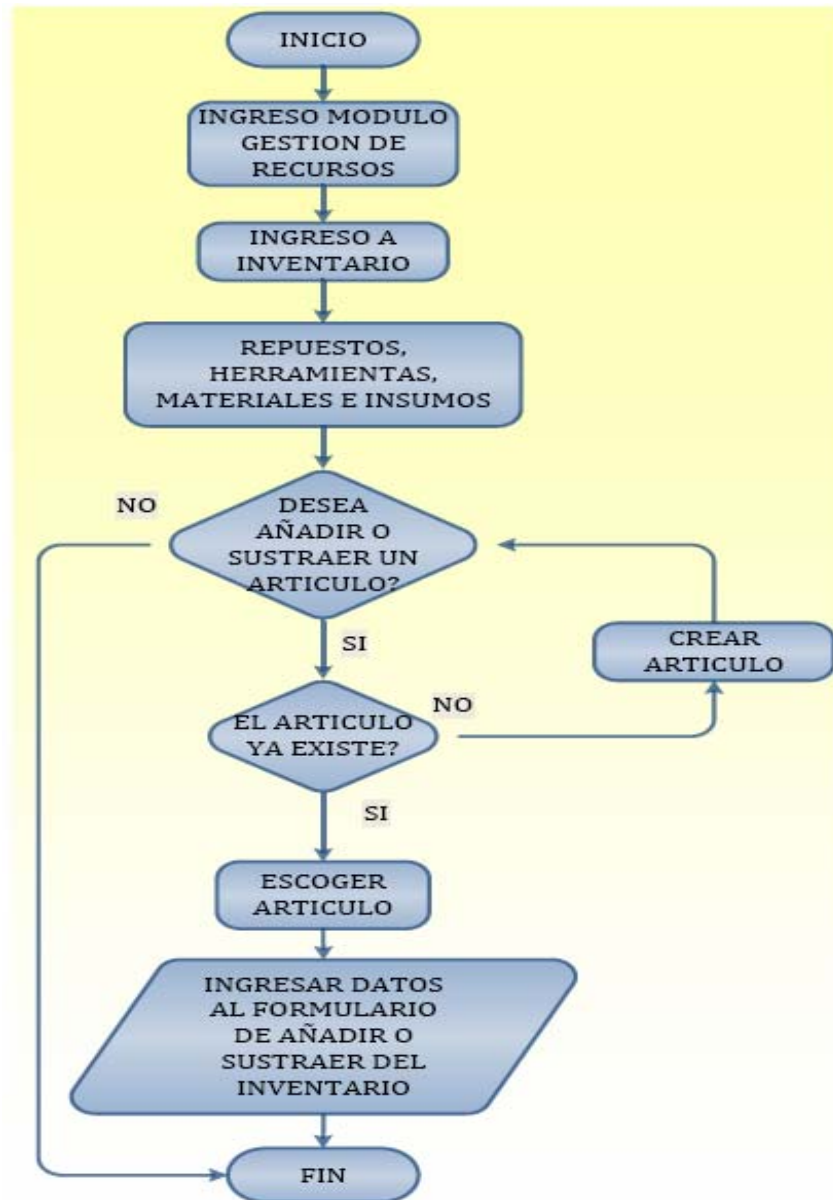 INICIO
INGRESO MODULO
GESTION DE
RECURSOS
INGRESO A
INVENTARIO
REPUESTOS,
HERRAMIENTAS,
MATERIALES E INSUMOS
NO
DESEA
AÑADIR O
SUSTRAER UN
ARTICULO?
SI
CREAR
ARTICULO
NO
EL ARTICULO
YA EXISTE?
SI
ESCOGER
ARTICULO
INGRESAR DATOS
AL FORMULARIO
DE AÑADIR O
SUSTRAER DEL
INVENTARIO
FIN